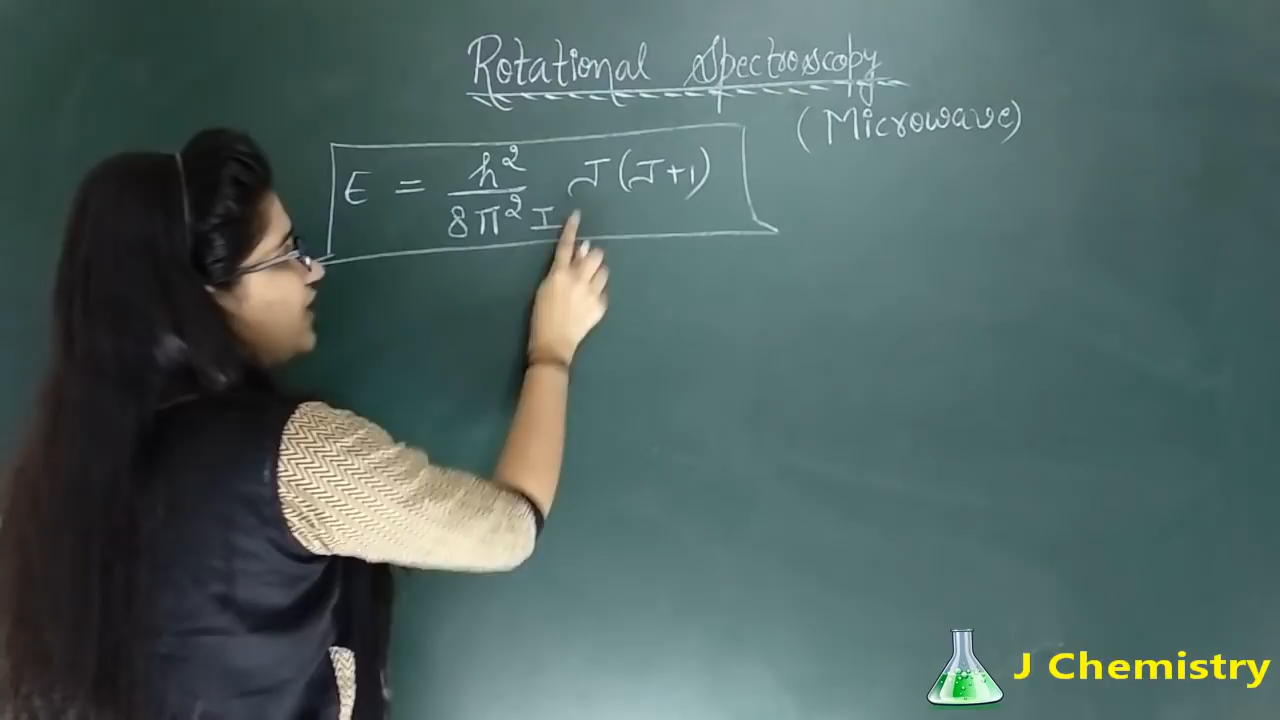 Rotational Spectroscopy
(Microwave)
E = h²/8π²I J(J+1)
J Chemistry